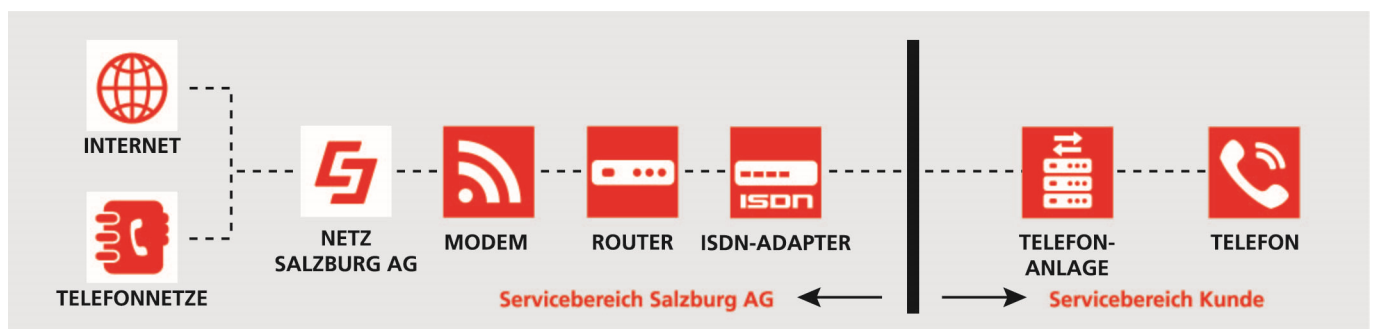 INTERNET
TELEFONNETZE
NETZ
SALZBURG AG
MODEM
ROUTER
ISDN
ISDN-ADAPTER
TELEFON-
ANLAGE
TELEFON
Servicebereich Salzburg AG
Servicebereich Kunde